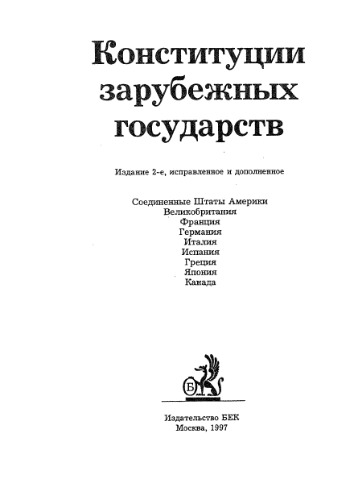 Конституции
зарубежных
государств
Издание 2-е, исправленное и дополненное
Соединенные Штаты Америки
Великобритания
Франция
Германия
Италия
Испания
Греция
Япония
Канада
Б
Издательство БЕК
Москва, 1997